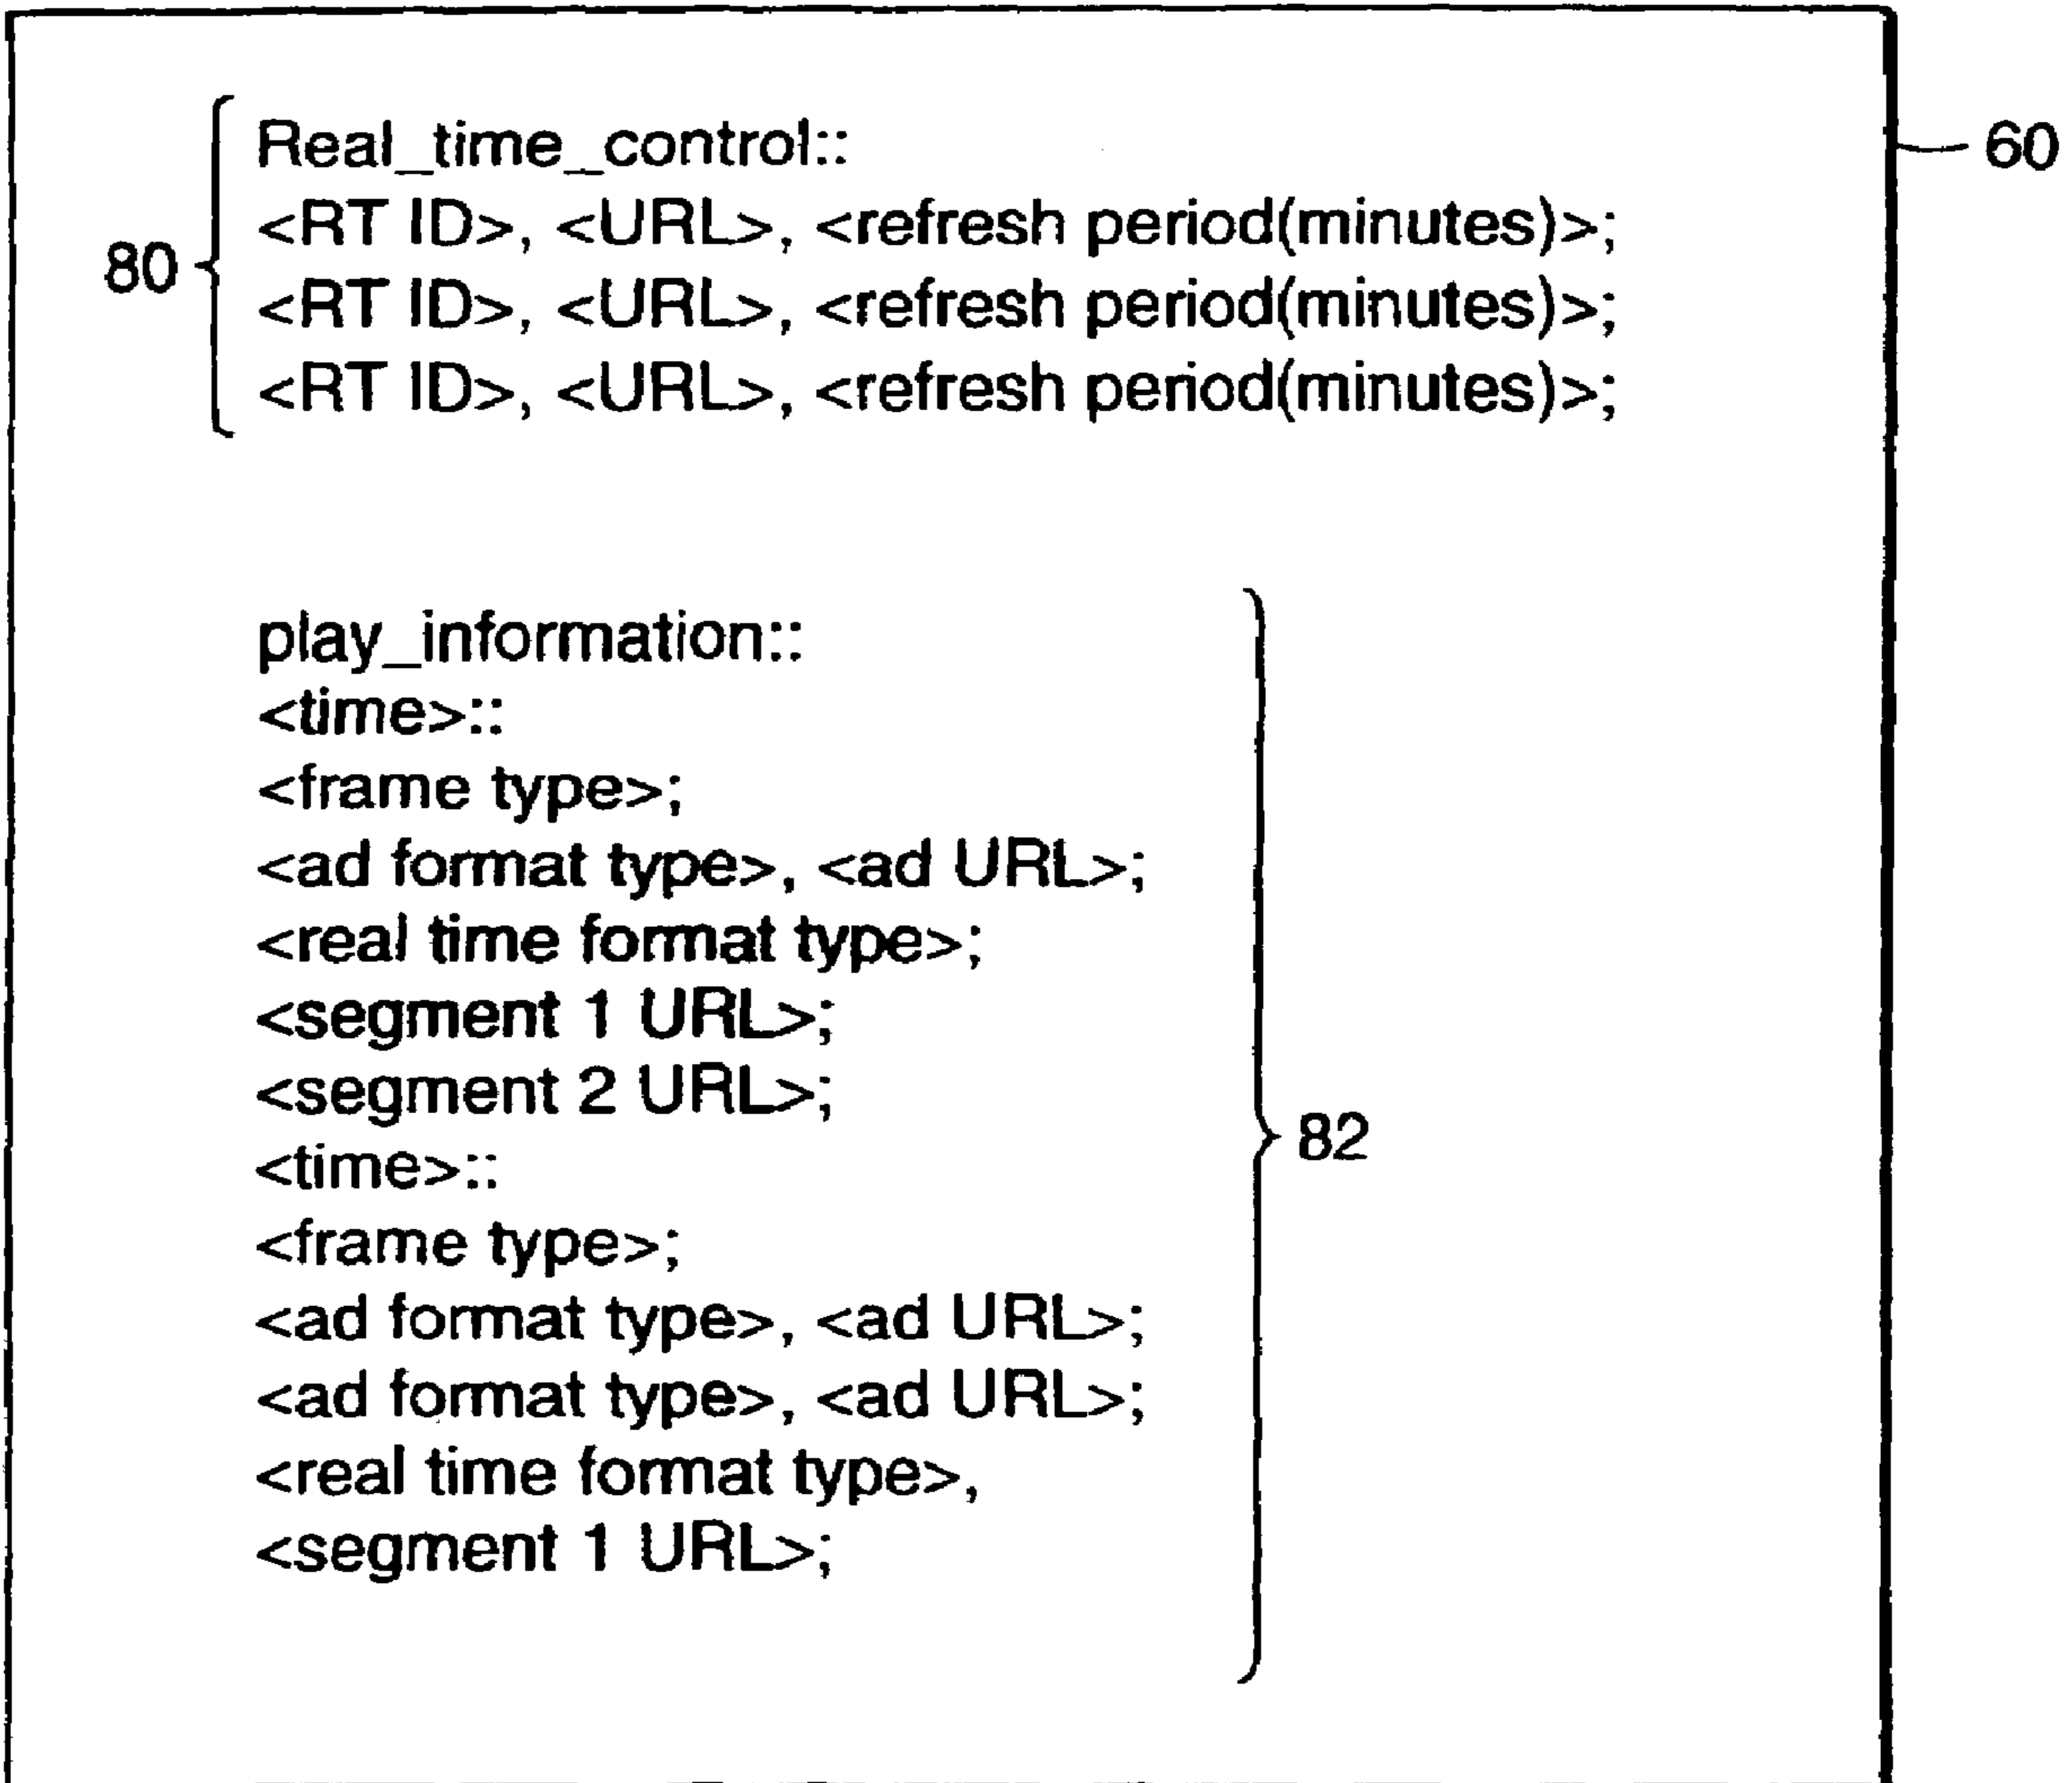 Real_time_control::
60
<RT ID>, <URL>, <refresh period(minutes)>;
80
<RT ID>, <URL>, <refresh period(minutes)>;
<RT ID>, <URL>, <refresh period(minutes)>;
play_information::
<time>::
<frame type>;
<ad format type>, <ad URL>;
<real time format type>;
<segment 1 URL>;
<segment 2 URL>;
82
<time>::
<frame type>;
<ad format type>, <ad URL>;
<ad format type>, <ad URL>;
<real time format type>,
<segment 1 URL>;